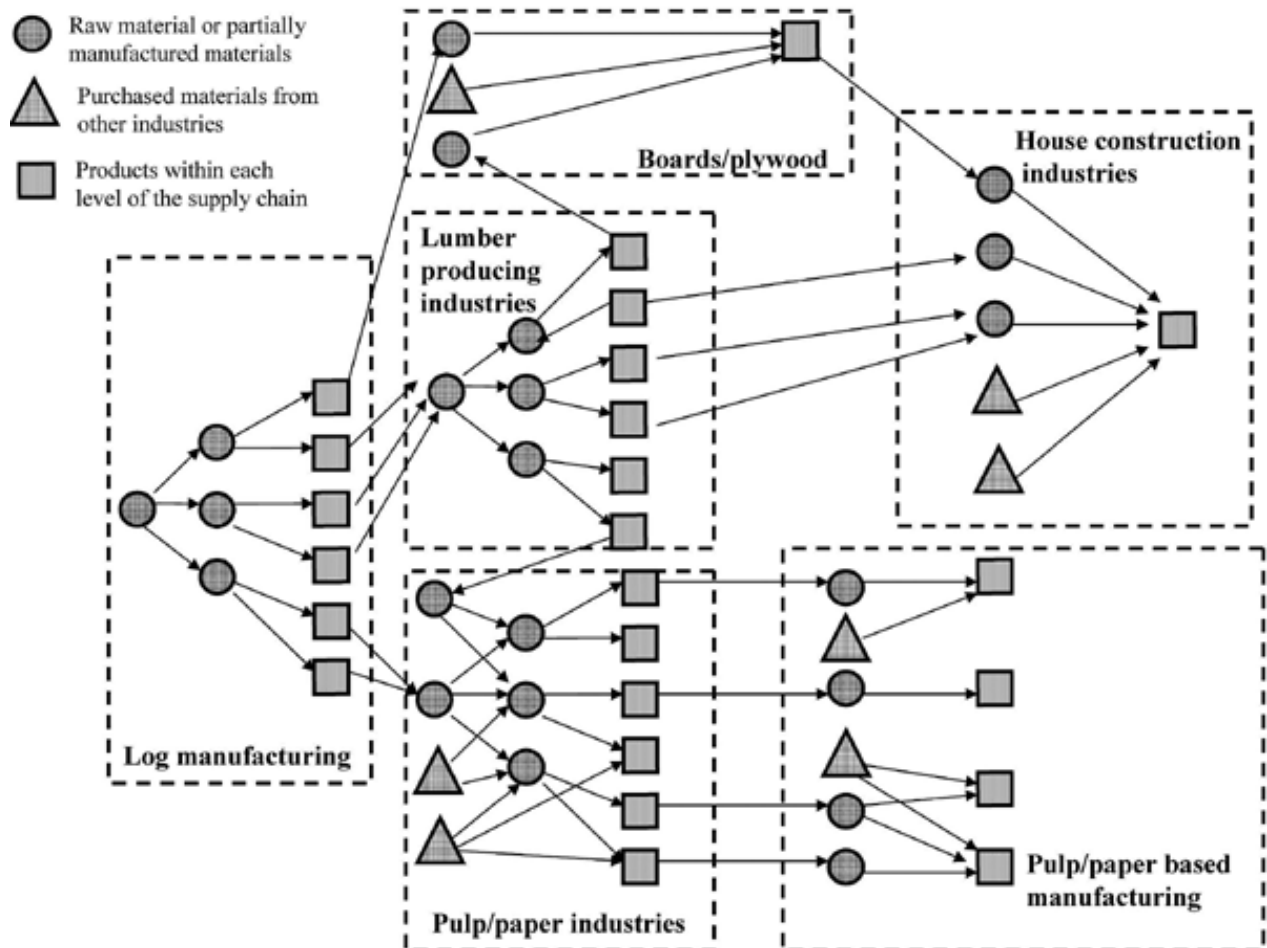 Raw material or partially
manufactured materials
Purchased materials from
other industries
Products within each
level of the supply chain
Boards/plywood
House construction
industries
Lumber
producing
industries
Log manufacturing
Pulp/paper industries
Pulp/paper based
manufacturing